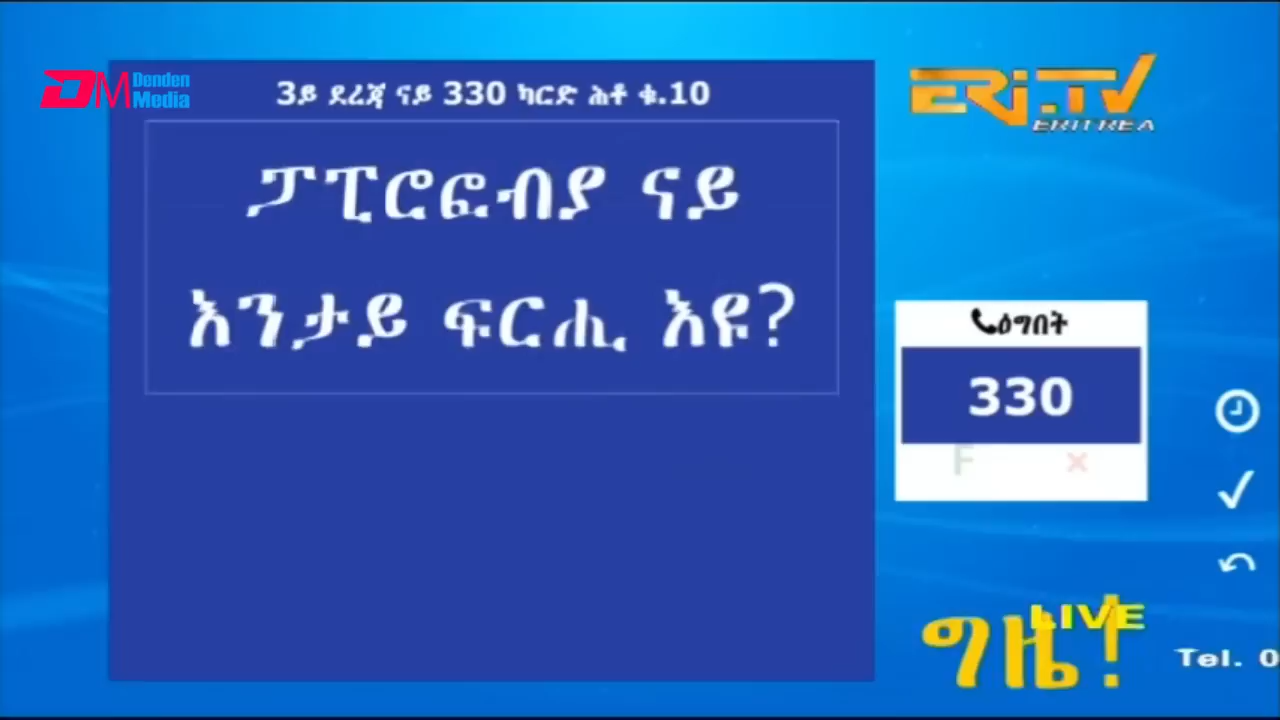 Denden
Media
3ይ ደረጃ ናይ 330 ካርድ ሕቶ ቁ.10
ERi.TV
ERITREA
ፓፒሮፎብያ ናይ
እንታይ ፍርሒ እዩ?
ዕግበት
330
F ×
LIVE
ግዜ!
Tel. 0